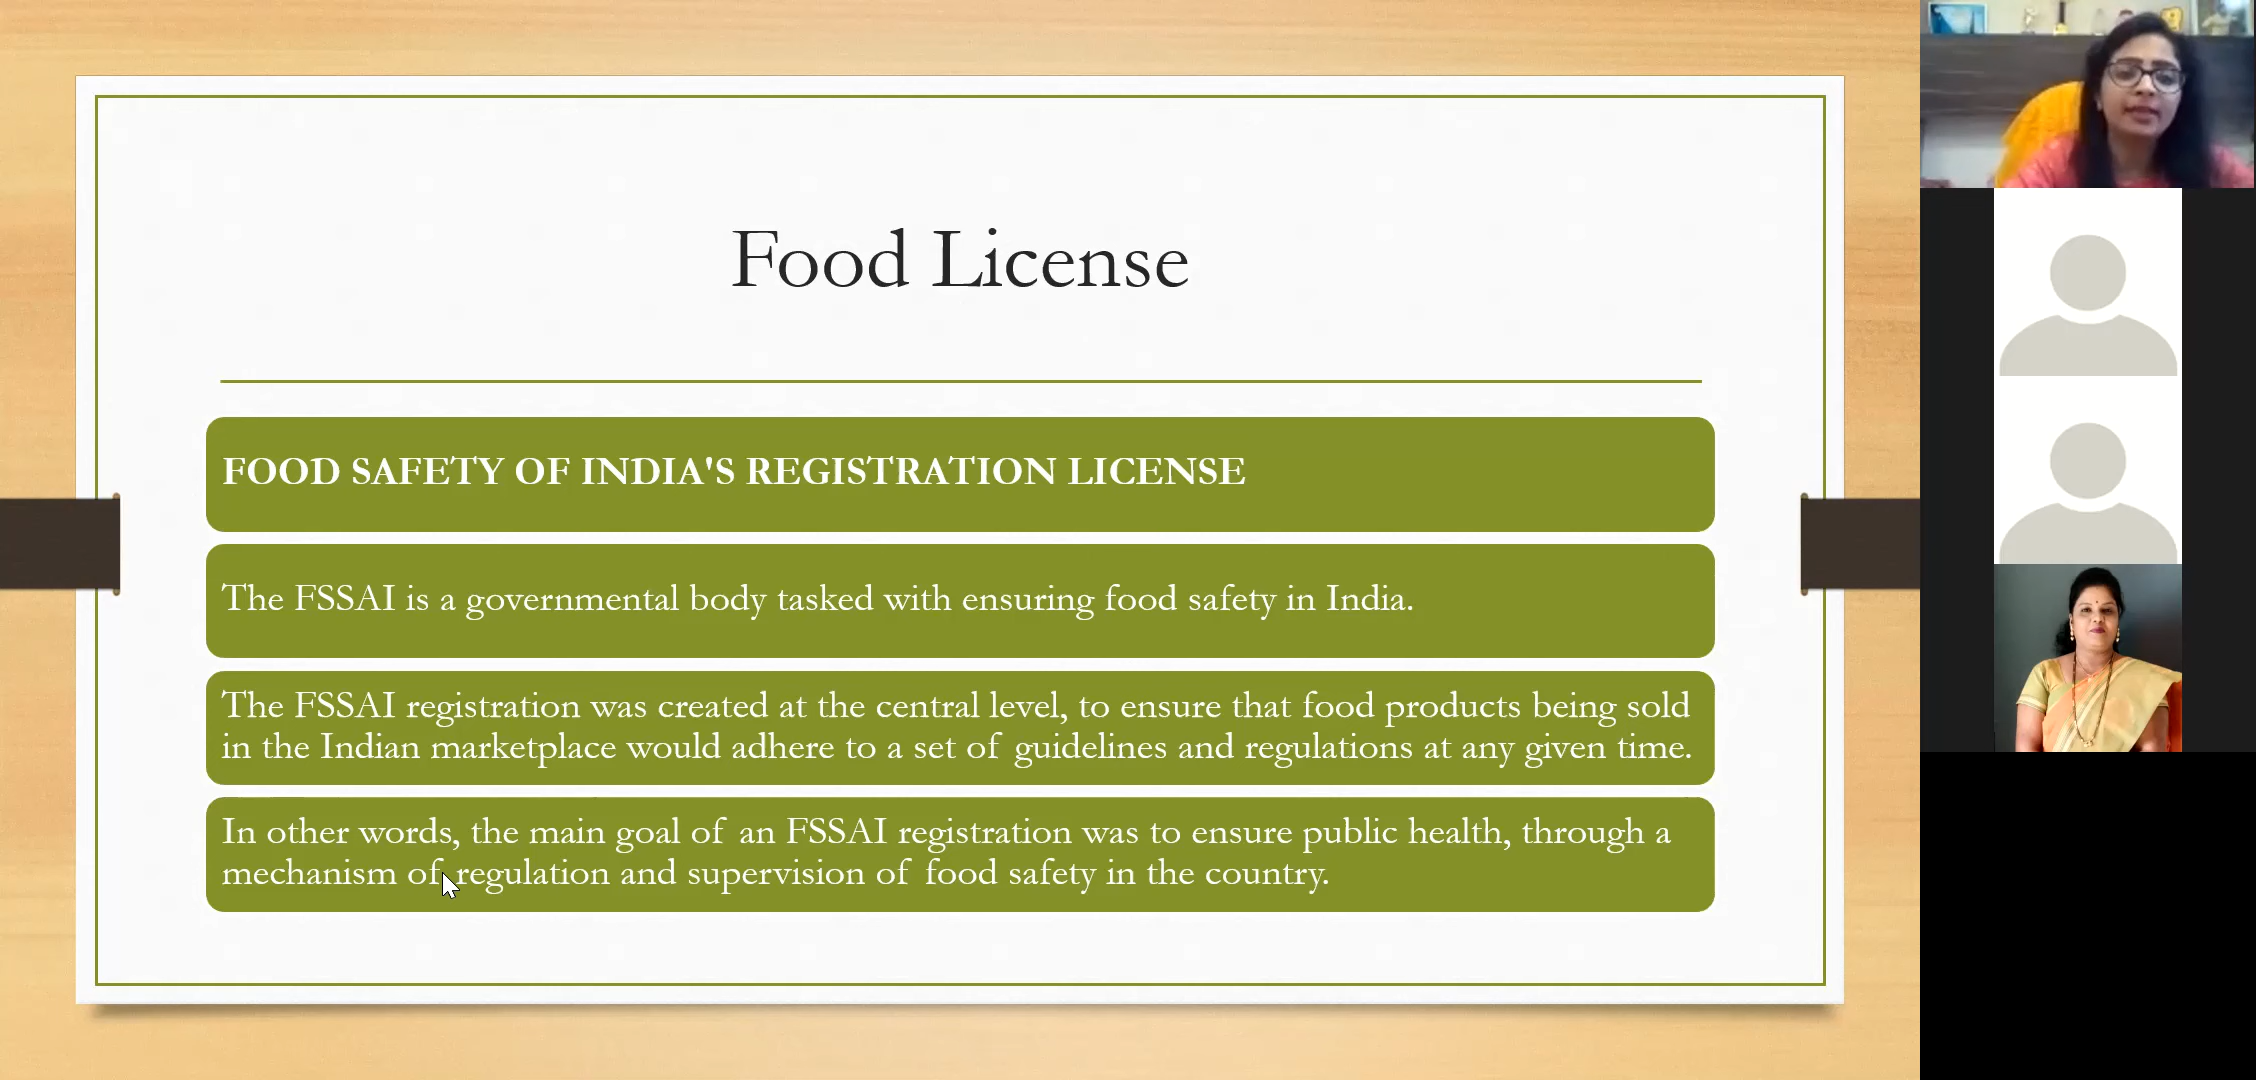 Food License
FOOD SAFETY OF INDIA'S REGISTRATION LICENSE
The FSSAI is a governmental body tasked with ensuring food safety in India.
The FSSAI registration was created at the central level, to ensure that food products being sold
in the Indian marketplace would adhere to a set of guidelines and regulations at any given time.
In other words, the main goal of an FSSAI registration was to ensure public health, through a
mechanism of regulation and supervision of food safety in the country.